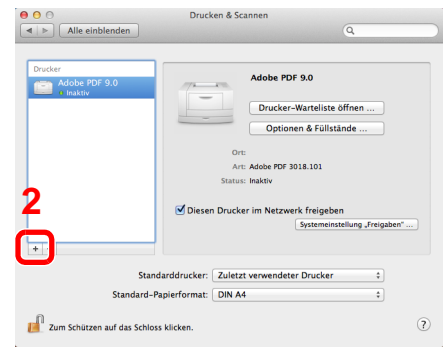 Drucken & Scannen
Alle einblenden
Drucker
Adobe PDF 9.0
Inaktiv
Adobe PDF 9.0
Drucker-Warteliste öffnen ...
Optionen & Füllstände ...
Ort:
Art: Adobe PDF 3018.101
Status: Inaktiv
2
Diesen Drucker im Netzwerk freigeben
Systemeinstellung „Freigaben“ ...
+ -
Standarddrucker: Zuletzt verwendeter Drucker
Standard-Papierformat: DIN A4
Zum Schützen auf das Schloss klicken.
?